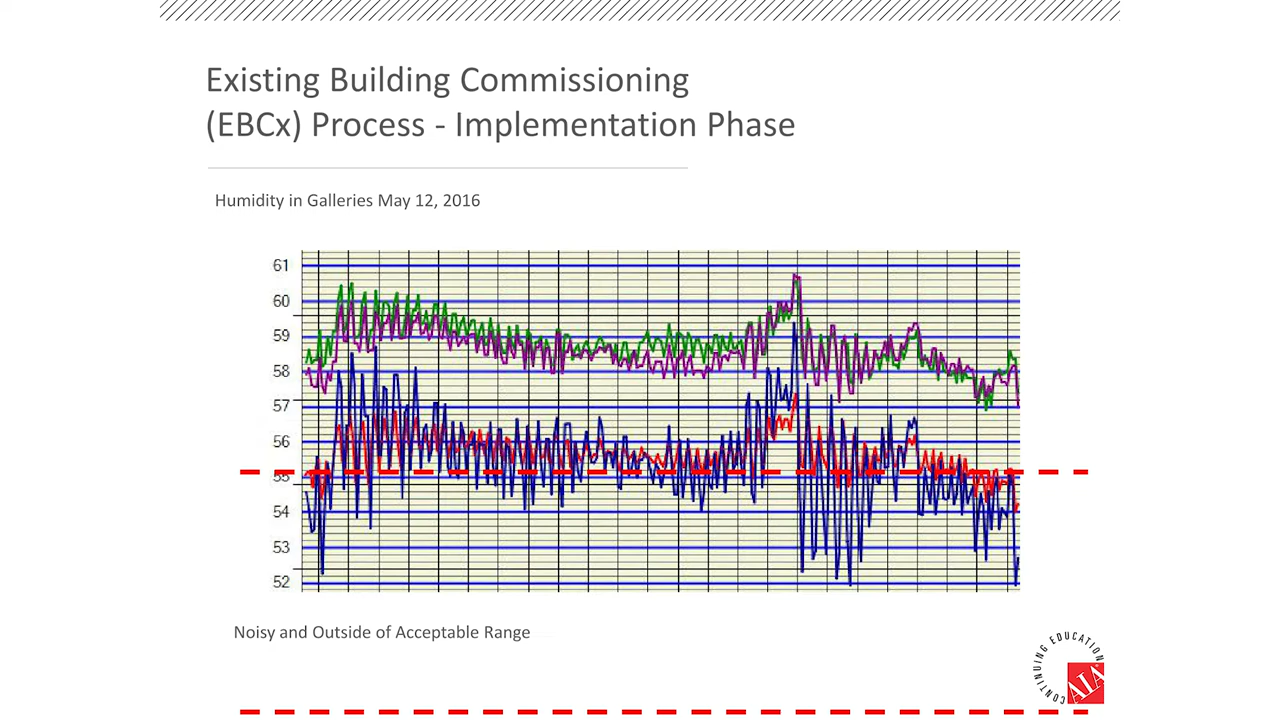 Existing Building Commissioning
(EBCx) Process - Implementation Phase
Humidity in Galleries May 12, 2016
61
60
59
58
57
56
55
54
53
52
Noisy and Outside of Acceptable Range
CONTINUING EDUCATION
AIA